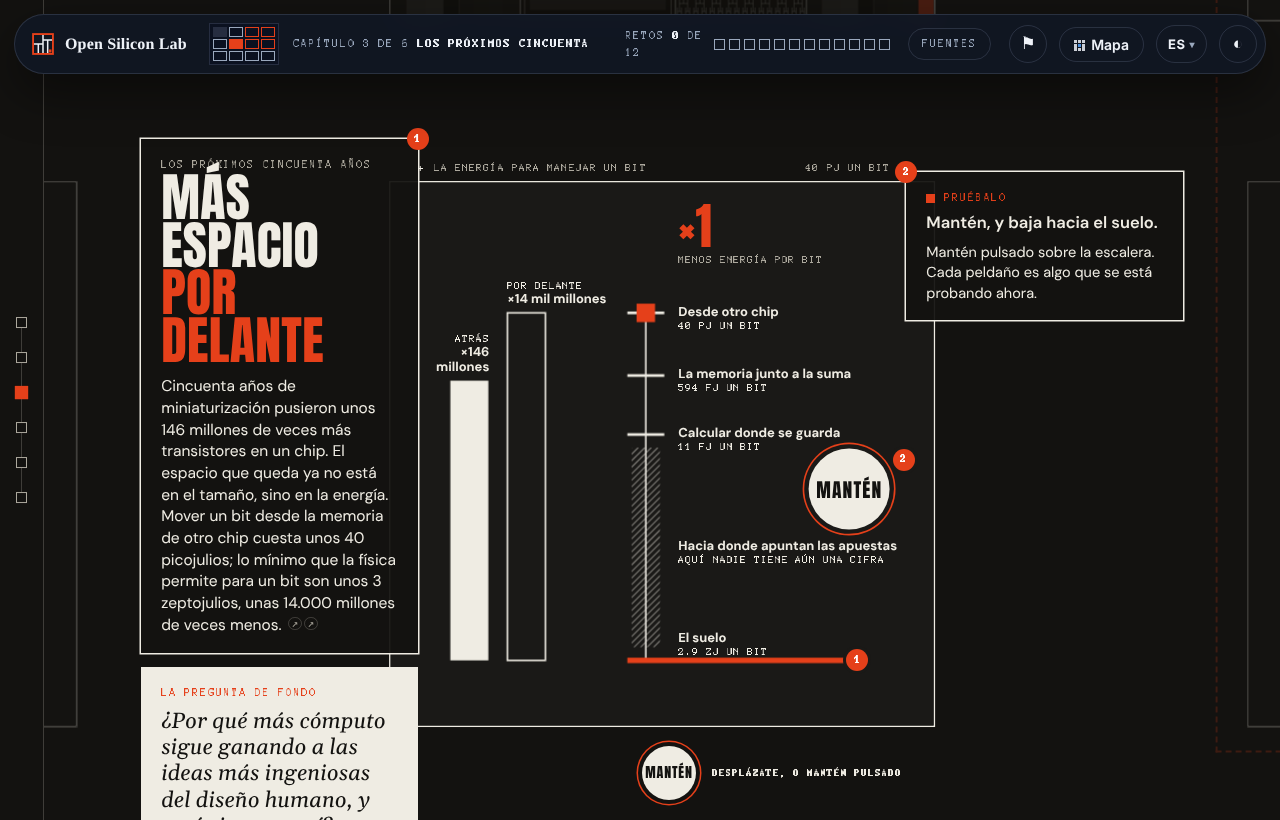 Open Silicon Lab
CAPÍTULO 3 DE 6 LOS PRÓXIMOS CINCUENTA
RETOS 0 DE
12
FUENTES
Mapa
ES
1
LOS PRÓXIMOS CINCUENTA AÑOS
MÁS
ESPACIO
POR
DELANTE
Cincuenta años de
miniaturización pusieron unos
146 millones de veces más
transistores en un chip. El
espacio que queda ya no está
en el tamaño, sino en la energía.
Mover un bit desde la memoria
de otro chip cuesta unos 40
picojulios; lo mínimo que la física
permite para un bit son unos 3
zeptojulios, unas 14.000 millones
de veces menos.
LA PREGUNTA DE FONDO
¿Por qué más cómputo
sigue ganando a las
ideas más ingeniosas
del diseño humano, y
LA ENERGÍA PARA MANEJAR UN BIT
40 PJ UN BIT
×1
MENOS ENERGÍA POR BIT
POR DELANTE
×14 mil millones
ATRÁS
×146
millones
Desde otro chip
40 PJ UN BIT
La memoria junto a la suma
594 FJ UN BIT
Calcular donde se guarda
11 FJ UN BIT
MANTÉN
2
Hacia donde apuntan las apuestas
AQUÍ NADIE TIENE AÚN UNA CIFRA
El suelo
2.9 ZJ UN BIT
1
2
PRUÉBALO
Mantén, y baja hacia el suelo.
Mantén pulsado sobre la escalera.
Cada peldaño es algo que se está
probando ahora.
MANTÉN
DESPLÁZATE, O MANTÉN PULSADO